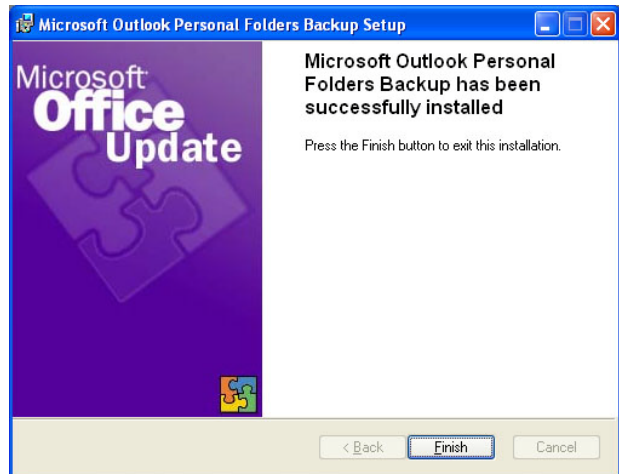 Microsoft Outlook Personal Folders Backup Setup
Microsoft
Office
Update
Microsoft Outlook Personal
Folders Backup has been
successfully installed
Press the Finish button to exit this installation.
< Back
Finish
Cancel